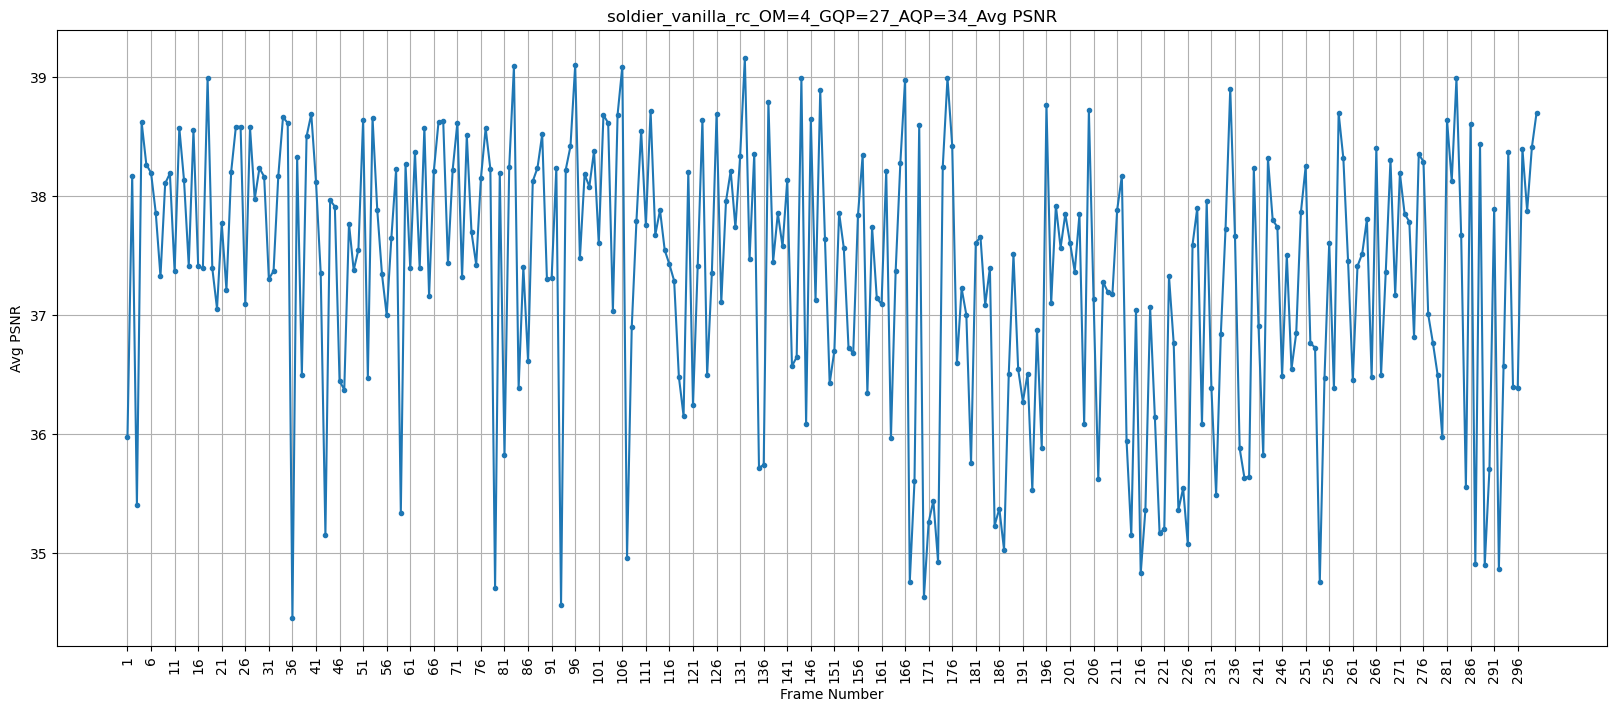 soldier_vanilla_rc_OM=4_GQP=27_AQP=34_Avg PSNR
39
38
37
36
35
Avg PSNR
1 6 11 16 21 26 31 36 41 46 51 56 61 66 71 76 81 86 91 96 101 106 111 116 121 126 131 136 141 146 151 156 161 166 171 176 181 186 191 196 201 206 211 216 221 226 231 236 241 246 251 256 261 266 271 276 281 286 291 296
Frame Number